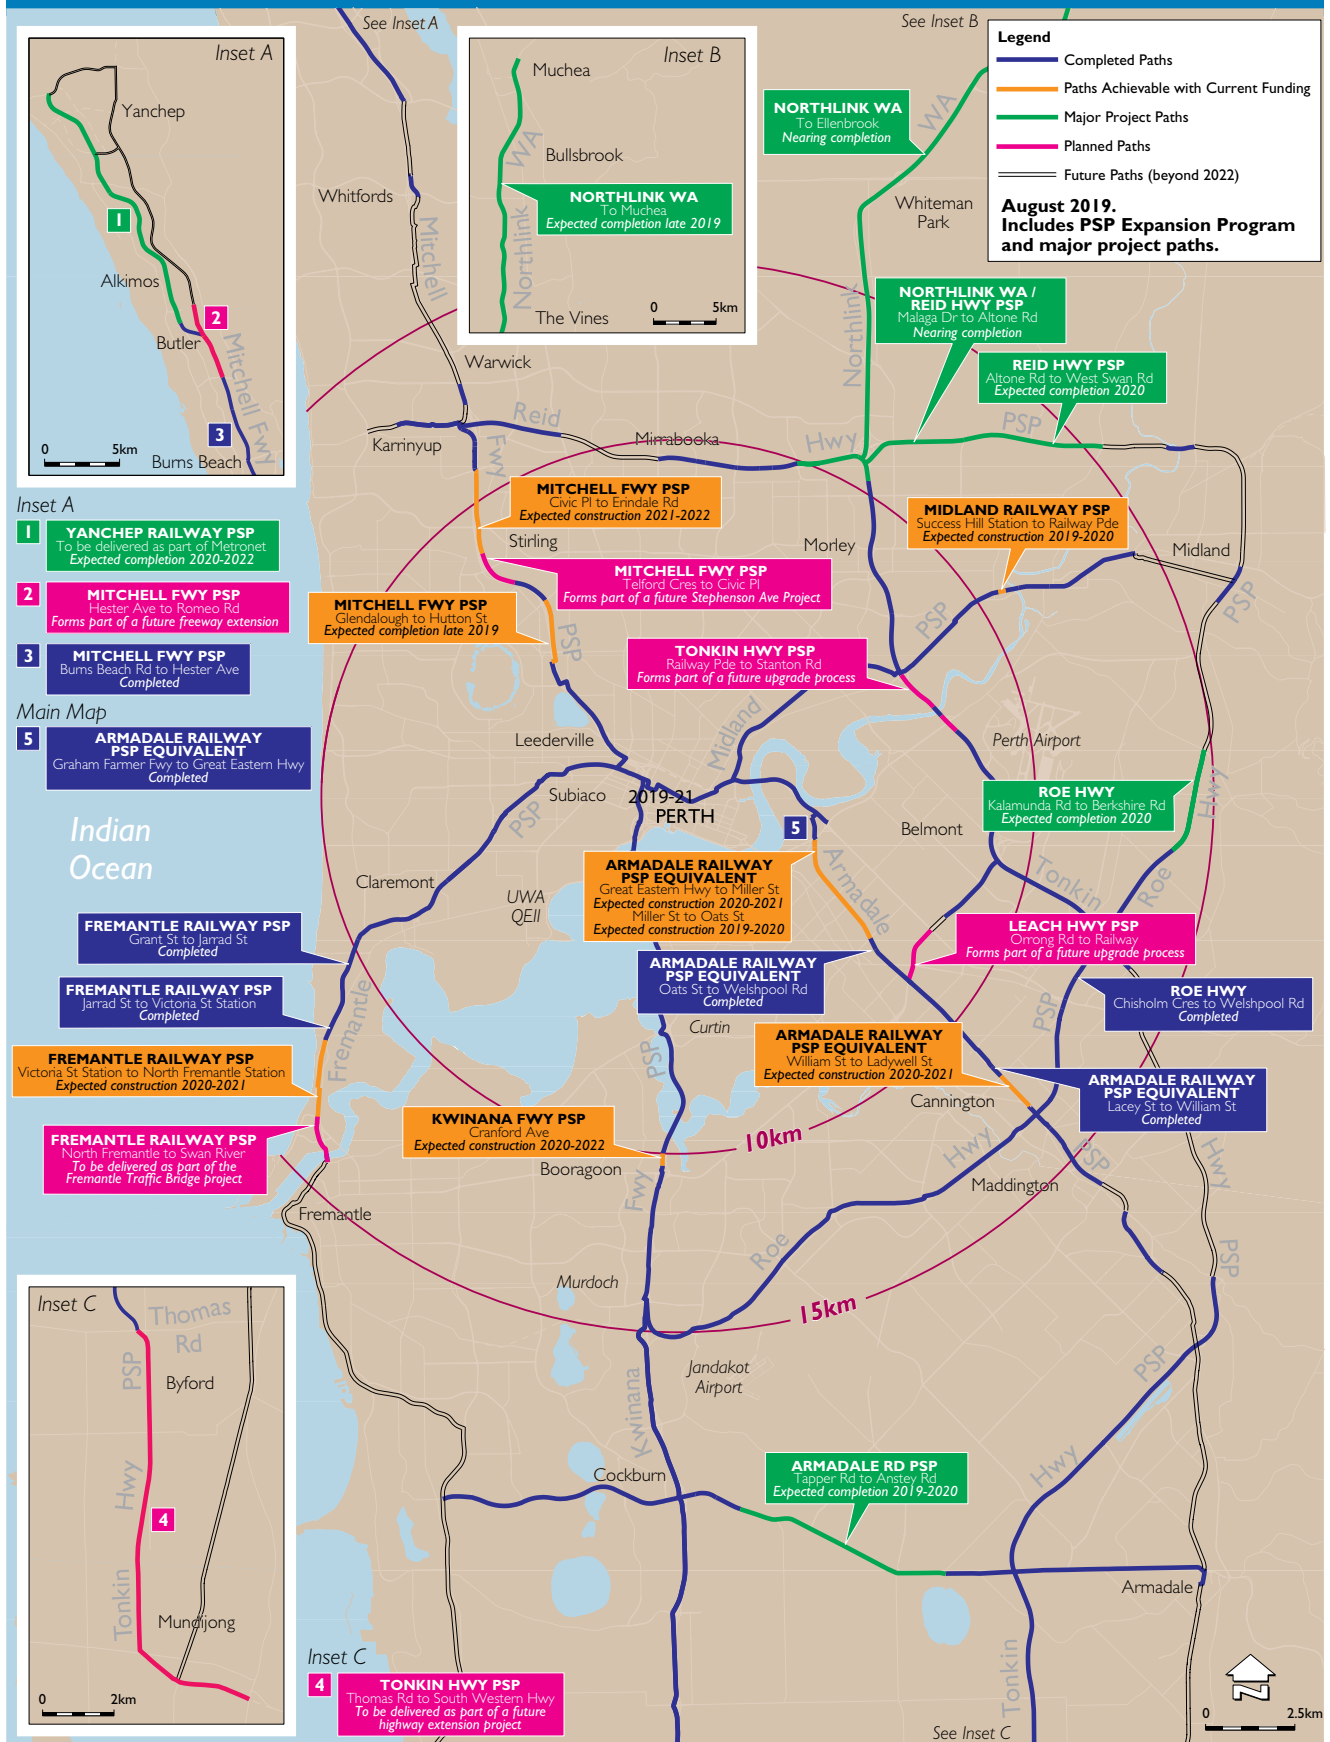 See Inset A
See Inset B
Legend
Completed Paths
Paths Achievable with Current Funding
Major Project Paths
Planned Paths
Future Paths (beyond 2022)
August 2019.
Includes PSP Expansion Program
and major project paths.
Inset A
Yanchep
1
Alkimos
2
Butler
Mitchell Fwy
3
0 5km
Burns Beach
Inset B
Muchea
WA
Bullsbrook
NORTHLINK WA
To Muchea
Expected completion late 2019
Northlink
The Vines
0 5km
NORTHLINK WA
To Ellenbrook
Nearing completion
WA
Whiteman
Park
Whitfords
Mitchell
Northlink
NORTHLINK WA /
REID HWY PSP
Malaga Dr to Altone Rd
Nearing completion
REID HWY PSP
Altone Rd to West Swan Rd
Expected completion 2020
Warwick
Karrinyup
Reid
Fwy
Mirrabooka
Hwy
PSP
Inset A
1
YANCHEP RAILWAY PSP
To be delivered as part of Metronet
Expected completion 2020-2022
2
MITCHELL FWY PSP
Hester Ave to Romeo Rd
Forms part of a future freeway extension
3
MITCHELL FWY PSP
Burns Beach Rd to Hester Ave
Completed
Main Map
5
ARMADALE RAILWAY
PSP EQUIVALENT
Graham Farmer Fwy to Great Eastern Hwy
Completed
MITCHELL FWY PSP
Civic Pl to Erindale Rd
Expected construction 2021-2022
Stirling
Morley
MIDLAND RAILWAY PSP
Success Hill Station to Railway Pde
Expected construction 2019-2020
Midland
MITCHELL FWY PSP
Telford Cres to Civic Pl
Forms part of a future Stephenson Ave Project
MITCHELL FWY PSP
Glendalough to Hutton St
Expected completion late 2019
PSP
PSP
PSP
TONKIN HWY PSP
Railway Pde to Stanton Rd
Forms part of a future upgrade process
Leederville
Midland
Perth Airport
Subiaco
2019-21
PERTH
PSP
5
Belmont
ROE HWY
Kalamunda Rd to Berkshire Rd
Expected completion 2020
Hwy
Indian
Ocean
Claremont
UWA
QEII
ARMADALE RAILWAY
PSP EQUIVALENT
Great Eastern Hwy to Miller St
Expected construction 2020-2021
Miller St to Oats St
Expected construction 2019-2020
Armadale
Tonkin
Roe
FREMANTLE RAILWAY PSP
Grant St to Jarrad St
Completed
LEACH HWY PSP
Orrong Rd to Railway
Forms part of a future upgrade process
ARMADALE RAILWAY
PSP EQUIVALENT
Oats St to Welshpool Rd
Completed
FREMANTLE RAILWAY PSP
Jarrad St to Victoria St Station
Completed
ROE HWY
Chisholm Cres to Welshpool Rd
Completed
Fremantle
Curtin
PSP
PSP
ARMADALE RAILWAY
PSP EQUIVALENT
William St to Ladywell St
Expected construction 2020-2021
FREMANTLE RAILWAY PSP
Victoria St Station to North Fremantle Station
Expected construction 2020-2021
Cannington
ARMADALE RAILWAY
PSP EQUIVALENT
Lacey St to William St
Completed
KWINANA FWY PSP
Cranford Ave
Expected construction 2020-2022
FREMANTLE RAILWAY PSP
North Fremantle to Swan River
To be delivered as part of the
Fremantle Traffic Bridge project
10km
Hwy
PSP
Hwy
Booragoon
Fwy
Maddington
Fremantle
Roe
PSP
Murdoch
15km
Jandakot
Airport
PSP
Kwinana
Hwy
Cockburn
ARMADALE RD PSP
Tapper Rd to Anstey Rd
Expected completion 2019-2020
Armadale
Tonkin
See Inset C
0 2.5km
N
Inset C
Thomas
Rd
PSP
Byford
Hwy
4
Tonkin
Mundijong
0 2km
Inset C
4
TONKIN HWY PSP
Thomas Rd to South Western Hwy
To be delivered as part of a future
highway extension project